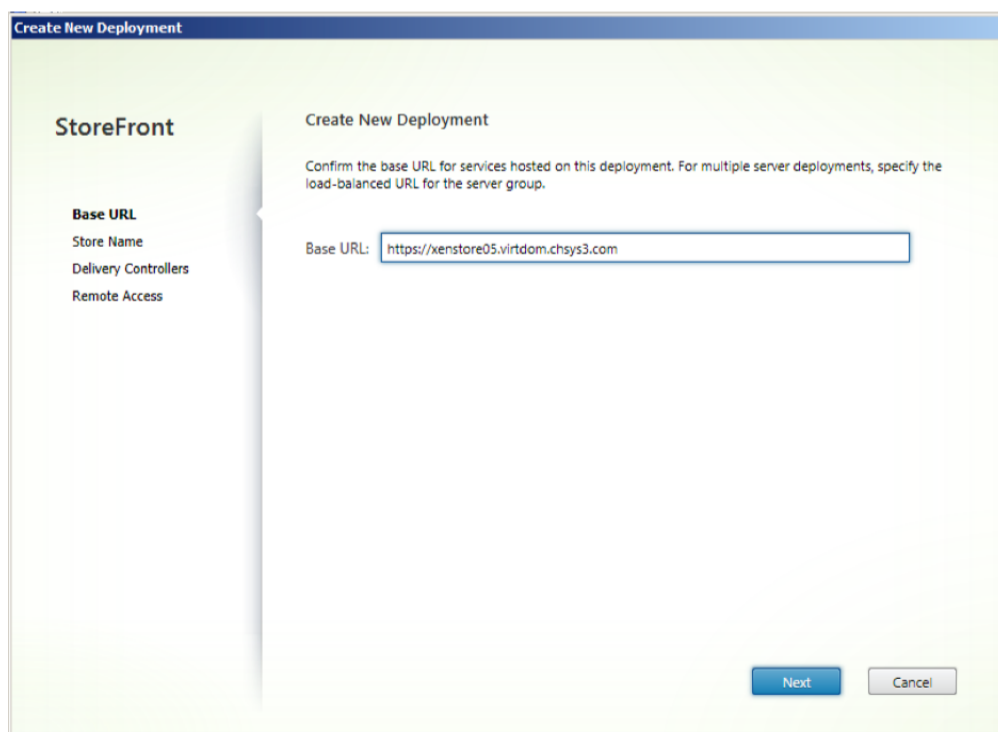 Create New Deployment
StoreFront
Base URL
Store Name
Delivery Controllers
Remote Access
Create New Deployment
Confirm the base URL for services hosted on this deployment. For multiple server deployments, specify the
load-balanced URL for the server group.
Base URL: https://xenstore05.virtdom.chsys3.com
Next Cancel